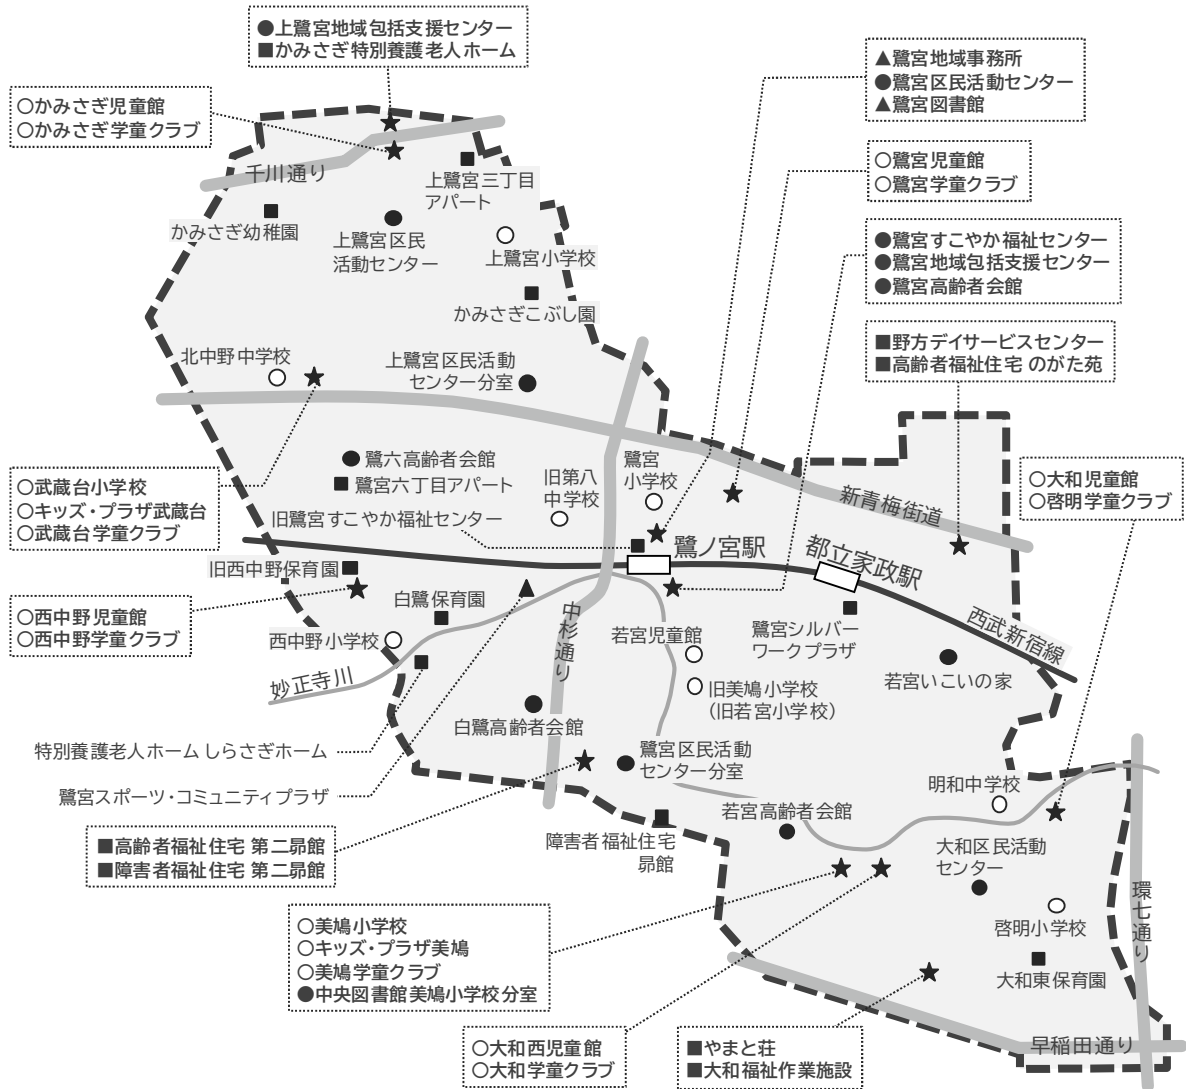 ●上鷺宮地域包括支援センター
■かみさぎ特別養護老人ホーム
○かみさぎ児童館
○かみさぎ学童クラブ
▲鷺宮地域事務所
●鷺宮区民活動センター
▲鷺宮図書館
○鷺宮児童館
○鷺宮学童クラブ
●鷺宮すこやか福祉センター
●鷺宮地域包括支援センター
●鷺宮高齢者会館
■野方デイサービスセンター
■高齢者福祉住宅 のがた苑
○大和児童館
○啓明学童クラブ
千川通り
上鷺宮三丁目
アパート
かみさぎ幼稚園
上鷺宮区民
活動センター
上鷺宮小学校
かみさぎこぶし園
北中野中学校
上鷺宮区民活動
センター分室
鷺六高齢者会館
鷺宮六丁目アパート
旧第八
中学校
鷺宮
小学校
新青梅街道
○武蔵台小学校
○キッズ・プラザ武蔵台
○武蔵台学童クラブ
旧鷺宮すこやか福祉センター
鷺ノ宮駅
都立家政駅
西武新宿線
旧西中野保育園
○西中野児童館
○西中野学童クラブ
白鷺保育園
西中野小学校
妙正寺川
中杉通り
若宮児童館
鷺宮シルバー
ワークプラザ
若宮いこいの家
旧美鳩小学校
(旧若宮小学校)
白鷺高齢者会館
特別養護老人ホーム しらさぎホーム
鷺宮スポーツ・コミュニティプラザ
鷺宮区民活動
センター分室
明和中学校
若宮高齢者会館
障害者福祉住宅
昴館
大和区民活動
センター
■高齢者福祉住宅 第二昴館
■障害者福祉住宅 第二昴館
環七通り
啓明小学校
大和東保育園
○美鳩小学校
○キッズ・プラザ美鳩
○美鳩学童クラブ
●中央図書館美鳩小学校分室
○大和西児童館
○大和学童クラブ
■やまと荘
■大和福祉作業施設
早稲田通り